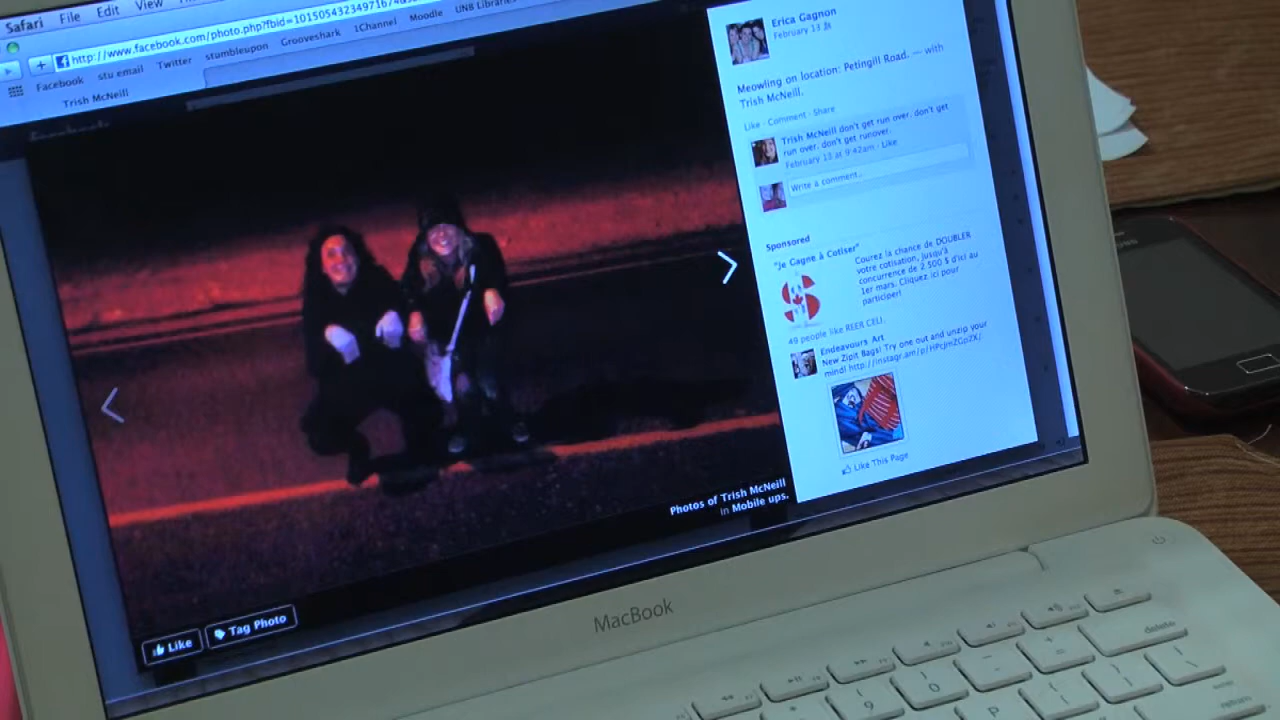 Safari File Edit View
http://www.facebook.com/photo.php?fbid=10150543234971b74
Facebook stu email Twitter stumbleupon Grooveshark 1Channel Moodle UNB Libraries
Trish McNeill
Erica Gagnon
February 13
Meowling on location: Petingill Road. — with
Trish McNeill.
Like · Comment · Share
Trish McNeill don't get run over. don't get
run over. don't get runover.
February 13 at 9:42am · Like
Write a comment...
Sponsored
"Je Gagne à Cotiser"
Courez la chance de DOUBLER
votre cotisation, jusqu'à
concurrence de 2 500 $ d'ici au
1er mars. Cliquez ici pour
participer!
49 people like REER CELI.
Endeavours Art
New Zipit Bags! Try one out and unzip your
mind!
Like This Page
Photos of Trish McNeill
in Mobile ups.
Like Tag Photo
MacBook
delete
return
9 0 P